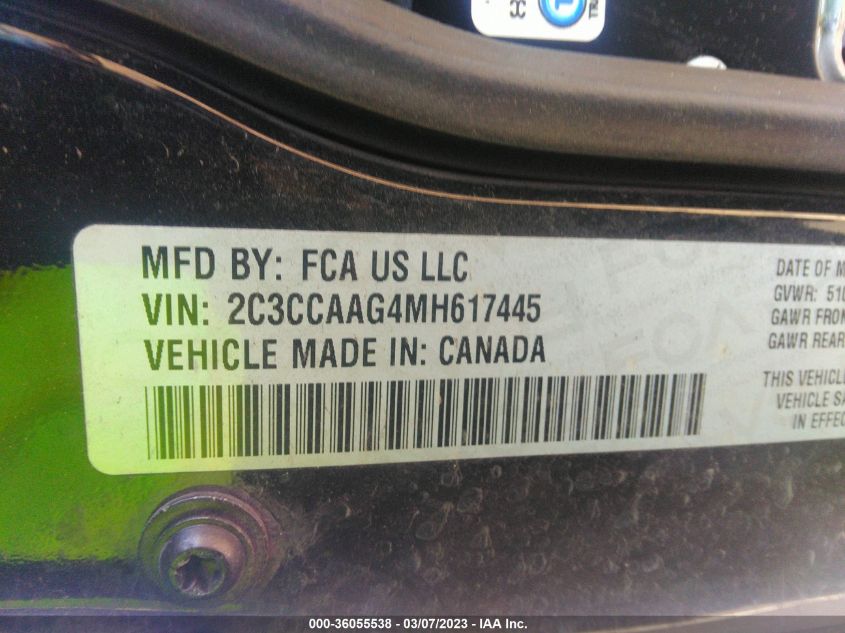 MFD BY: FCA US LLC
VIN: 2C3CCAAG4MH617445
VEHICLE MADE IN: CANADA
DATE OF M
GVWR: 510
GAWR FRON
GAWR REAR
THIS VEHICLE
VEHICLE SA
IN EFFEC
000-36055538 - 03/07/2023 - IAA Inc.